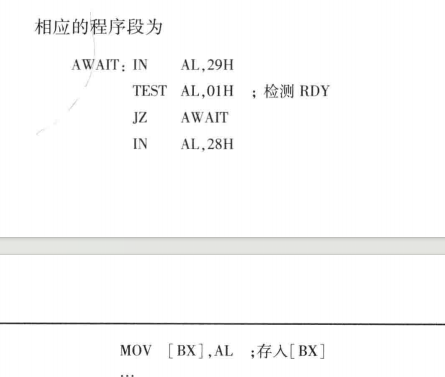 相应的程序段为
AWAIT: IN AL,29H
TEST AL,01H ;检测 RDY
JZ AWAIT
IN AL,28H
MOV [BX],AL ;存入[BX]
…